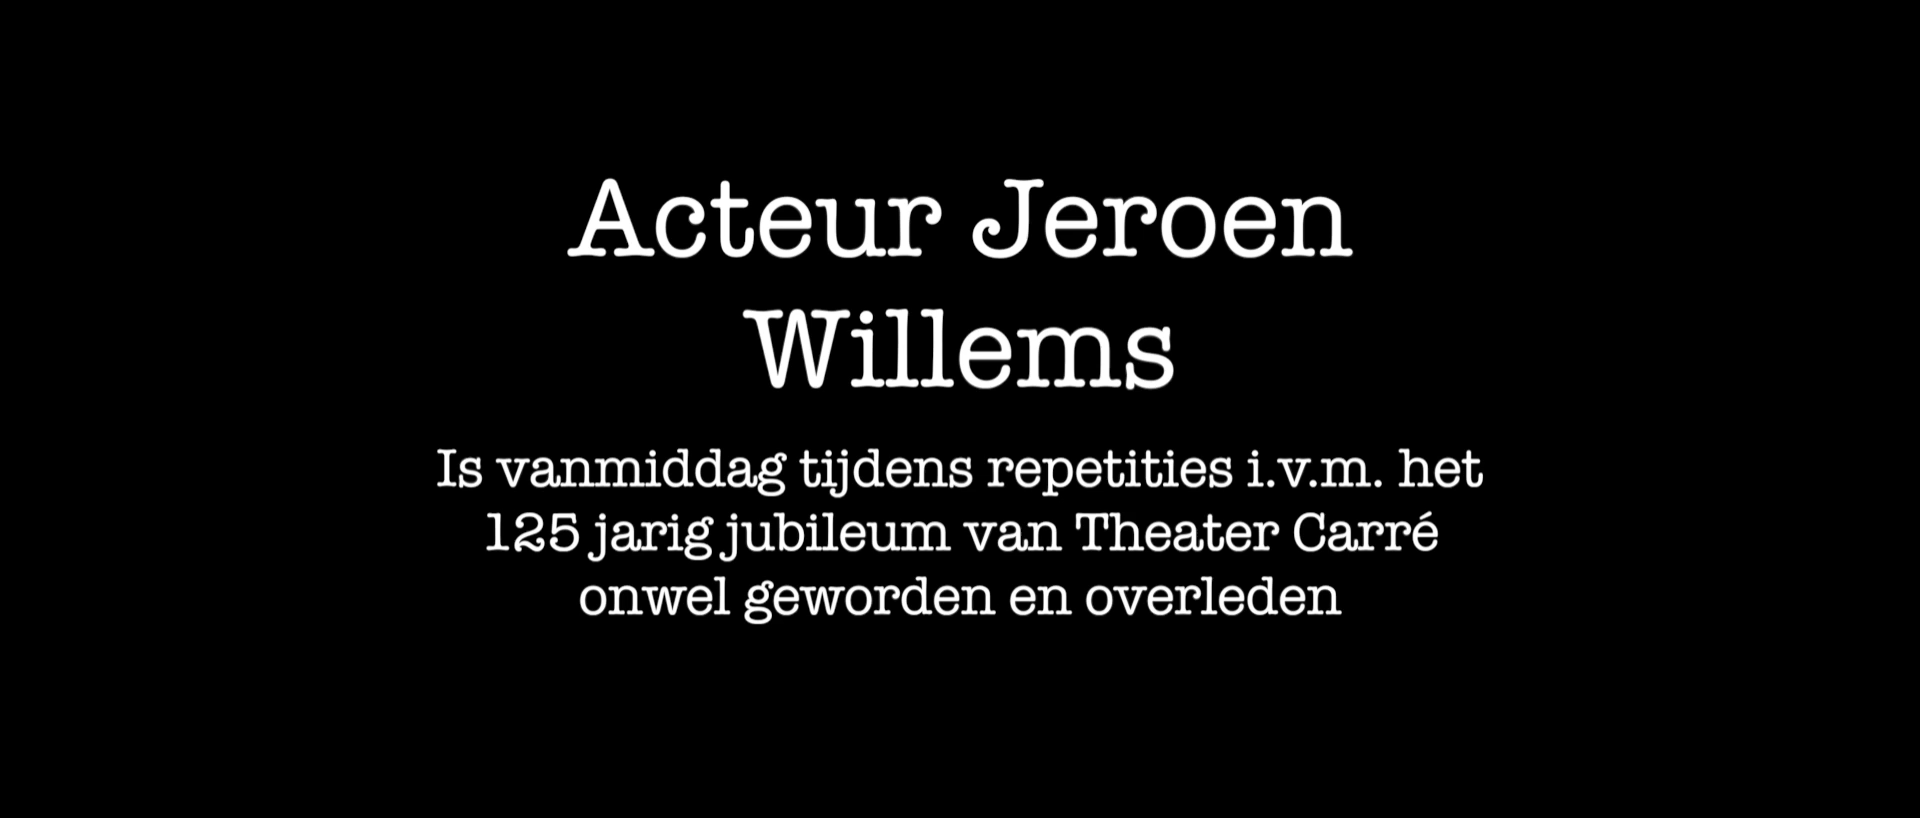 Acteur Jeroen
Willems
Is vanmiddag tijdens repetities i.v.m. het
125 jarig jubileum van Theater Carré
onwel geworden en overleden